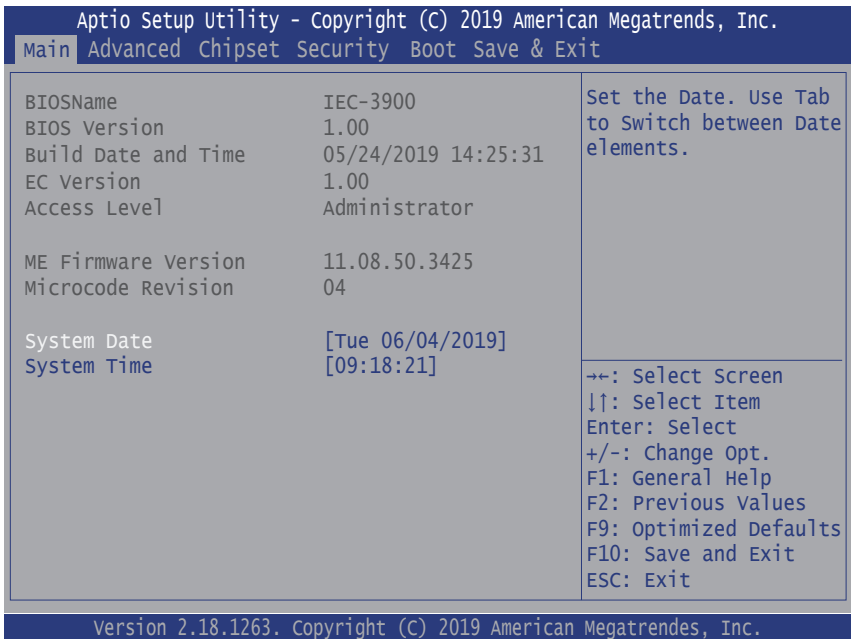 Aptio Setup Utility - Copyright (C) 2019 American Megatrends, Inc.
Main Advanced Chipset Security Boot Save & Exit
BIOSName IEC-3900
BIOS Version 1.00
Build Date and Time 05/24/2019 14:25:31
EC Version 1.00
Access Level Administrator
ME Firmware Version 11.08.50.3425
Microcode Revision 04
System Date [Tue 06/04/2019]
System Time [09:18:21]
Set the Date. Use Tab
to Switch between Date
elements.
→←: Select Screen
↓↑: Select Item
Enter: Select
+/-: Change Opt.
F1: General Help
F2: Previous Values
F9: Optimized Defaults
F10: Save and Exit
ESC: Exit
Version 2.18.1263. Copyright (C) 2019 American Megatrendes, Inc.